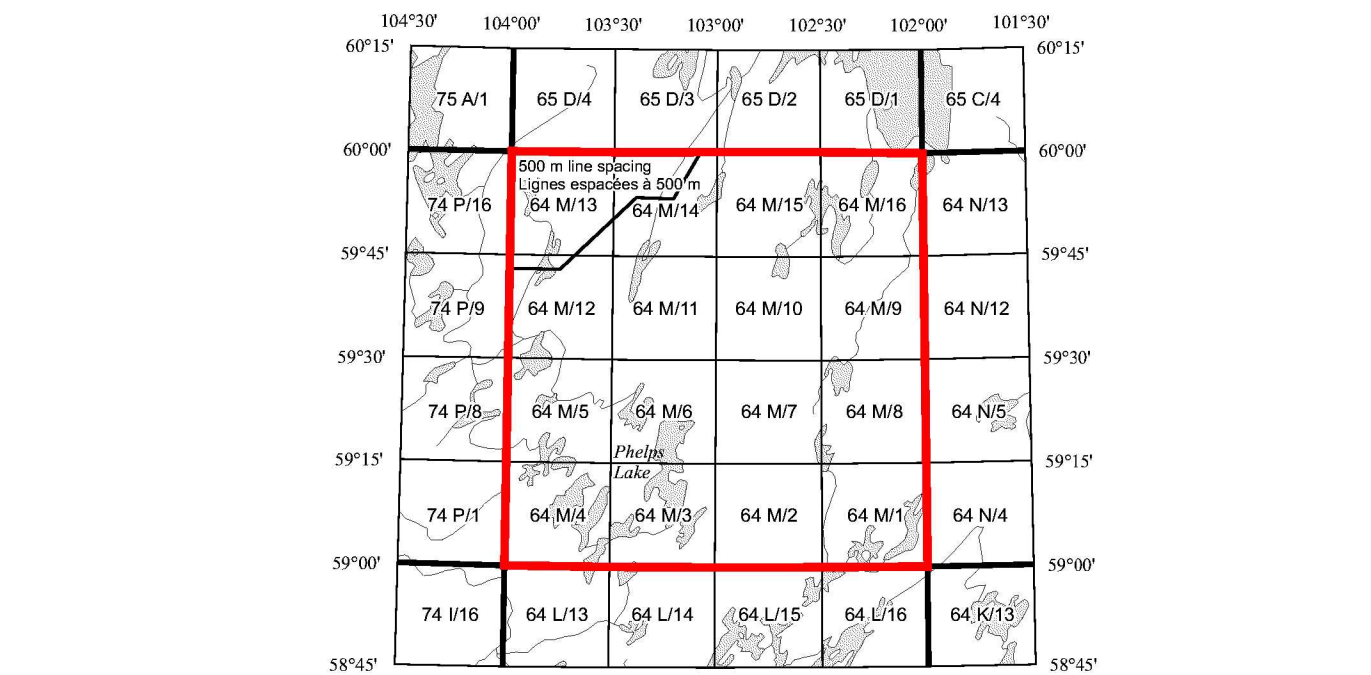 104°30' 104°00' 103°30' 103°00' 102°30' 102°00' 101°30'
60°15' 60°15'
75 A/1 65 D/4 65 D/3 65 D/2 65 D/1 65 C/4
60°00' 60°00'
500 m line spacing
Lignes espacées à 500 m
74 P/16 64 M/13 64 M/14 64 M/15 64 M/16 64 N/13
59°45' 59°45'
74 P/9 64 M/12 64 M/11 64 M/10 64 M/9 64 N/12
59°30' 59°30'
74 P/8 64 M/5 64 M/6 64 M/7 64 M/8 64 N/5
Phelps
59°15' 59°15'
Lake
74 P/1 64 M/4 64 M/3 64 M/2 64 M/1 64 N/4
59°00' 59°00'
74 I/16 64 L/13 64 L/14 64 L/15 64 L/16 64 K/13
58°45' 58°45'